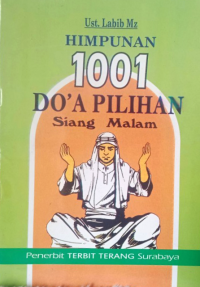 Ust. Labib Mz
HIMPUNAN
1001
DO'A PILIHAN
Siang Malam
Penerbit TERBIT TERANG Surabaya